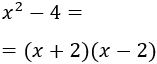 x² − 4 =
= (x + 2)(x − 2)